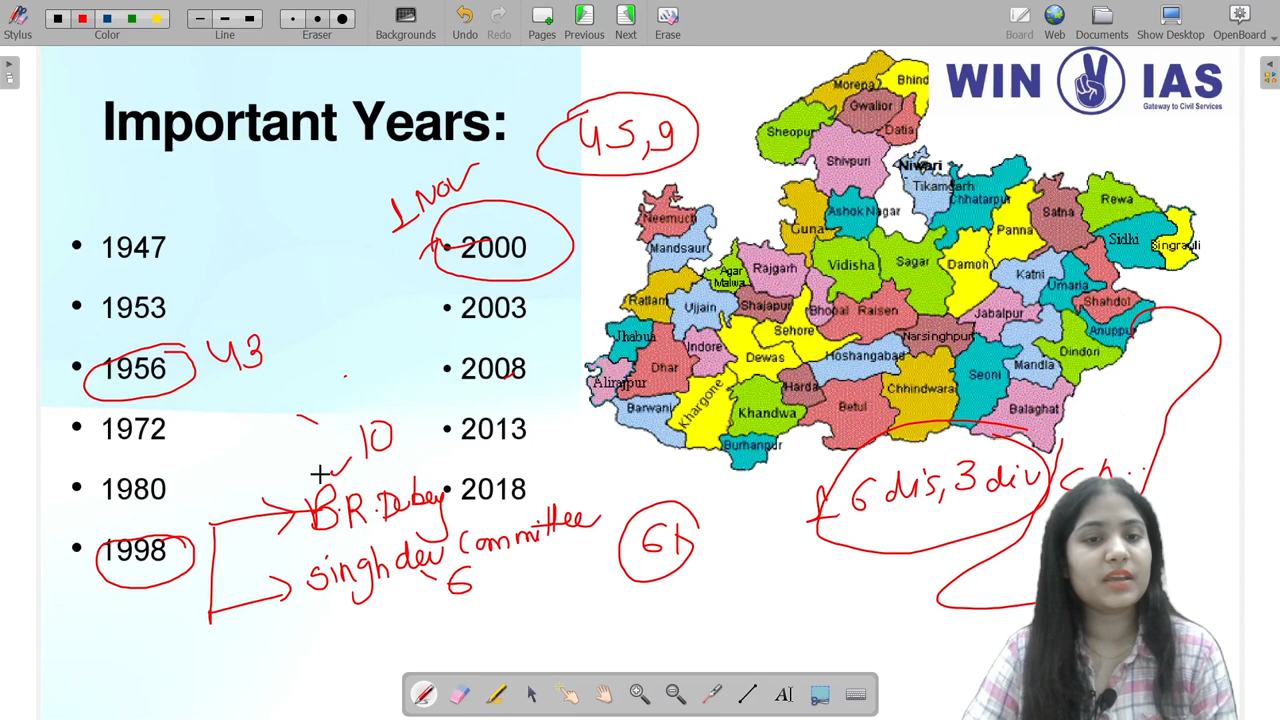 Stylus
Color
Line
Eraser
Backgrounds
Undo
Redo
Pages
Previous
Next
Erase
Board
Web
Documents
Show Desktop
OpenBoard
Important Years:
WIN IAS
Gateway to Civil Services
45,9
1 Nov
• 1947
• 1953
• 1956
43
• 1972
• 1980
• 1998
• 2000
• 2003
• 2008
• 2013
• 2018
10
B.R. Dubey
singhdev Committee
6
61
6 dis, 3 div
Morena
Bhind
Gwalior
Sheopur
Datia
Shivpuri
Niwari
Tikamgarh
Chhatarpur
Neemuch
Ashok Nagar
Guna
Panna
Satna
Rewa
Sidhi
Singrauli
Mandsaur
Agar
Malwa
Rajgarh
Vidisha
Sagar
Damoh
Katni
Umaria
Shahdol
Ratlam
Ujjain
Shajapur
Bhopal
Raisen
Jabalpur
Anuppur
Jhabua
Indore
Sehore
Narsinghpur
Dindori
Dhar
Dewas
Hoshangabad
Mandla
Alirajpur
Seoni
Khargone
Harda
Chhindwara
Barwani
Khandwa
Betul
Balaghat
Burhanpur
AI